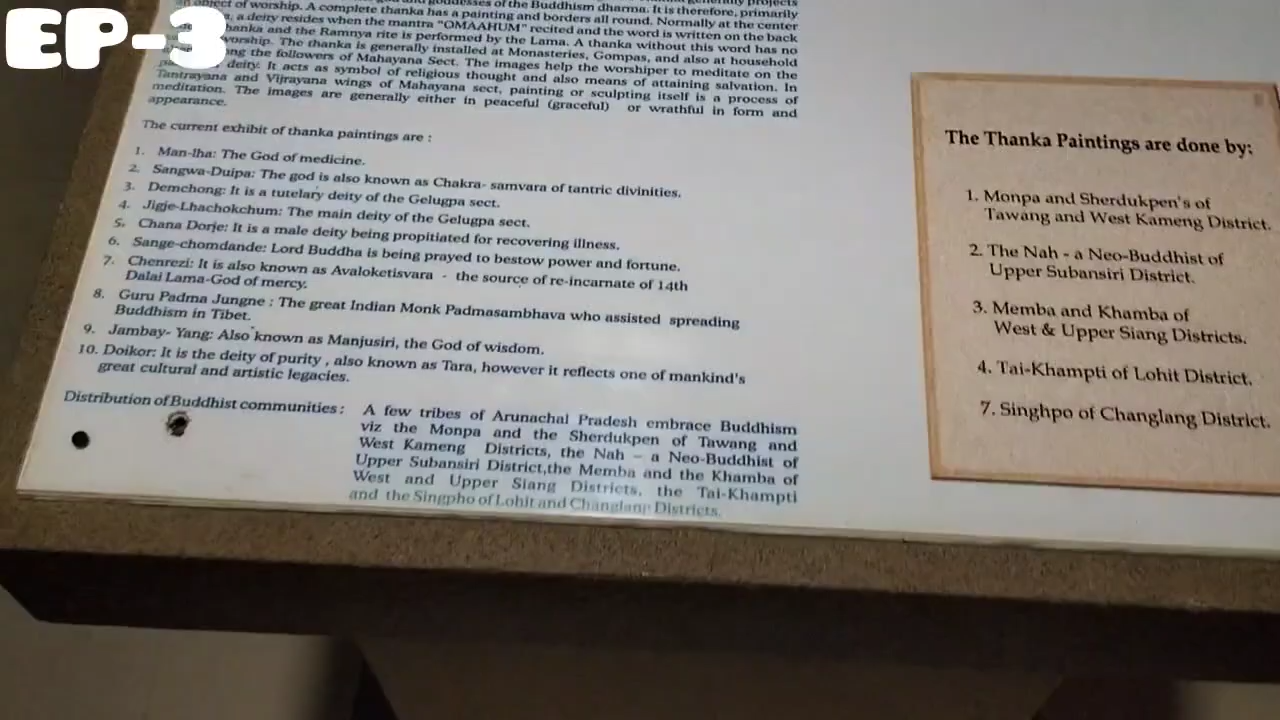 EP-3
god and goddesses of the Buddhism dharma. It is therefore, primarily
an object of worship. A complete thanka has a painting and borders all round. Normally at the center
a deity resides when the mantra "OMAAHUM" recited and the word is written on the back
thanka and the Ramnya rite is performed by the Lama. A thanka without this word has no
worship. The thanka is generally installed at Monasteries, Gompas, and also at household
the followers of Mahayana Sect. The images help the worshiper to meditate on the
deity. It acts as symbol of religious thought and also means of attaining salvation. In
Tantrayana and Vijrayana wings of Mahayana sect, painting or sculpting itself is a process of
meditation. The images are generally either in peaceful (graceful) or wrathful in form and
appearance.
The current exhibit of thanka paintings are :
1. Man-lha: The God of medicine.
2. Sangwa-Duipa: The god is also known as Chakra- samvara of tantric divinities.
3. Demchong: It is a tutelary deity of the Gelugpa sect.
4. Jigje-Lhachokchum: The main deity of the Gelugpa sect.
5. Chana Dorje: It is a male deity being propitiated for recovering illness.
6. Sange-chomdande: Lord Buddha is being prayed to bestow power and fortune.
7. Chenrezi: It is also known as Avaloketisvara - the source of re-incarnate of 14th
Dalai Lama-God of mercy.
8. Guru Padma Jungne : The great Indian Monk Padmasambhava who assisted spreading
Buddhism in Tibet.
9. Jambay- Yang: Also known as Manjusiri, the God of wisdom.
10. Doikor: It is the deity of purity , also known as Tara, however it reflects one of mankind's
great cultural and artistic legacies.
Distribution of Buddhist communities : A few tribes of Arunachal Pradesh embrace Buddhism
viz the Monpa and the Sherdukpen of Tawang and
West Kameng Districts, the Nah – a Neo-Buddhist of
Upper Subansiri District,the Memba and the Khamba of
West and Upper Siang Districts, the Tai-Khampti
and the Singpho of Lohit and Changlang Districts.
The Thanka Paintings are done by:
1. Monpa and Sherdukpen's of
Tawang and West Kameng District.
2. The Nah - a Neo-Buddhist of
Upper Subansiri District.
3. Memba and Khamba of
West & Upper Siang Districts.
4. Tai-Khampti of Lohit District.
7. Singhpo of Changlang District.